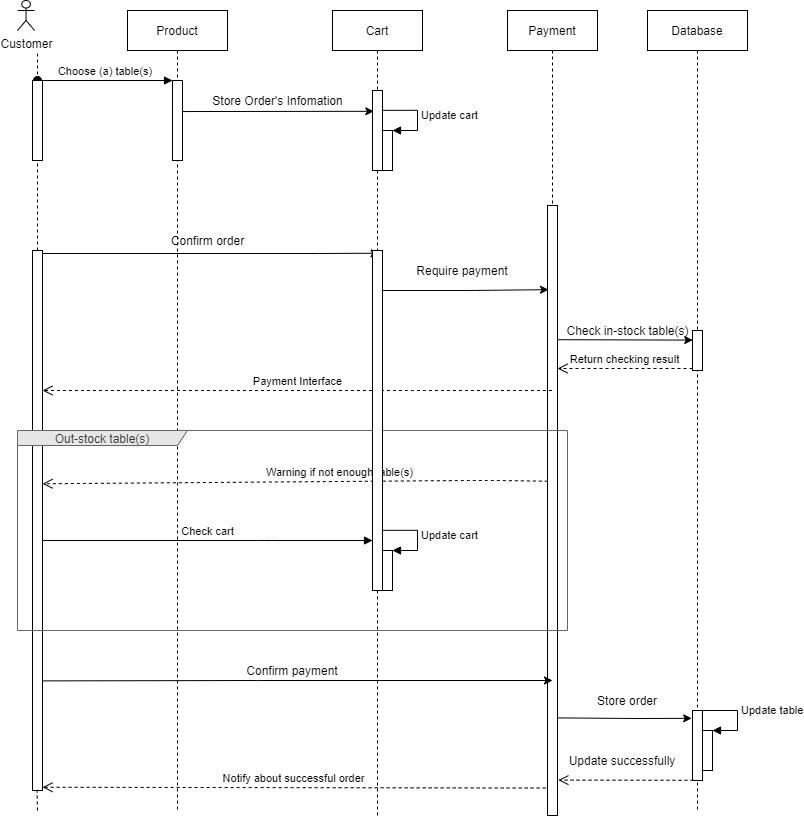 Customer
Product
Cart
Payment
Database
Choose (a) table(s)
Store Order's Infomation
Update cart
Confirm order
Require payment
Check in-stock table(s)
Return checking result
Payment Interface
Out-stock table(s)
Warning if not enough able(s)
Check cart
Update cart
Confirm payment
Store order
Update table
Update successfully
Notify about successful order